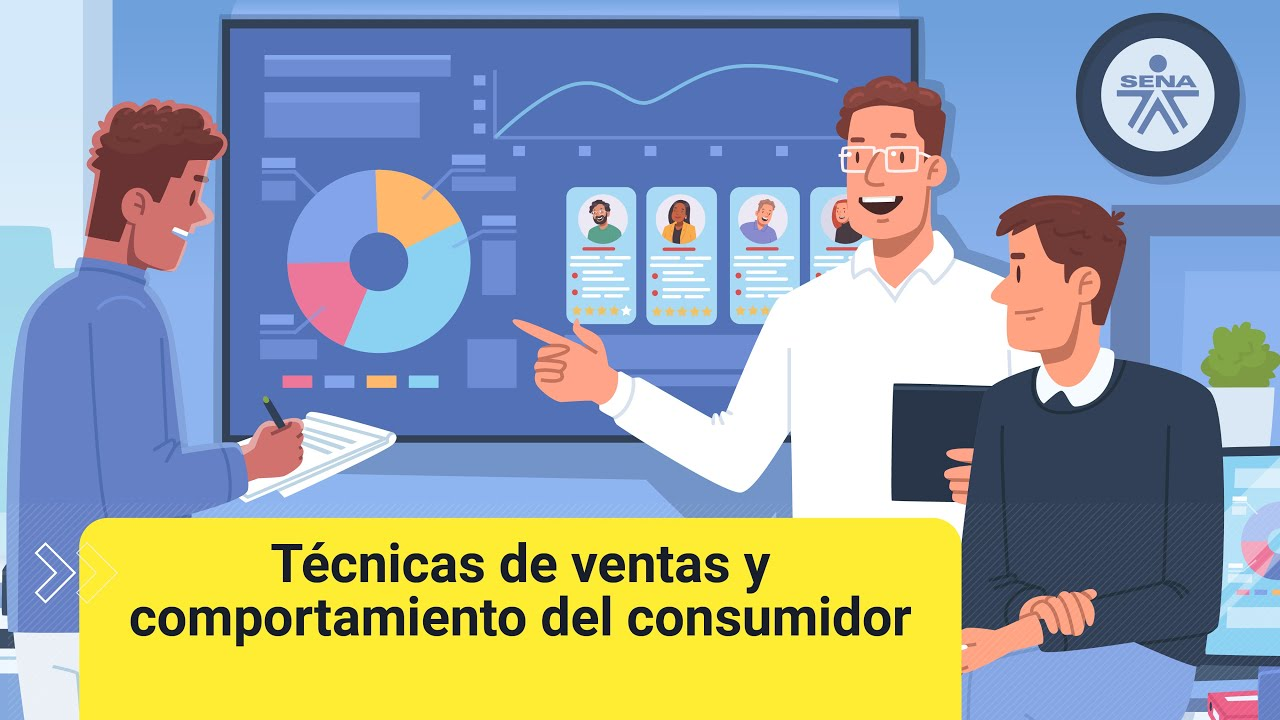 SENA
Técnicas de ventas y
comportamiento del consumidor